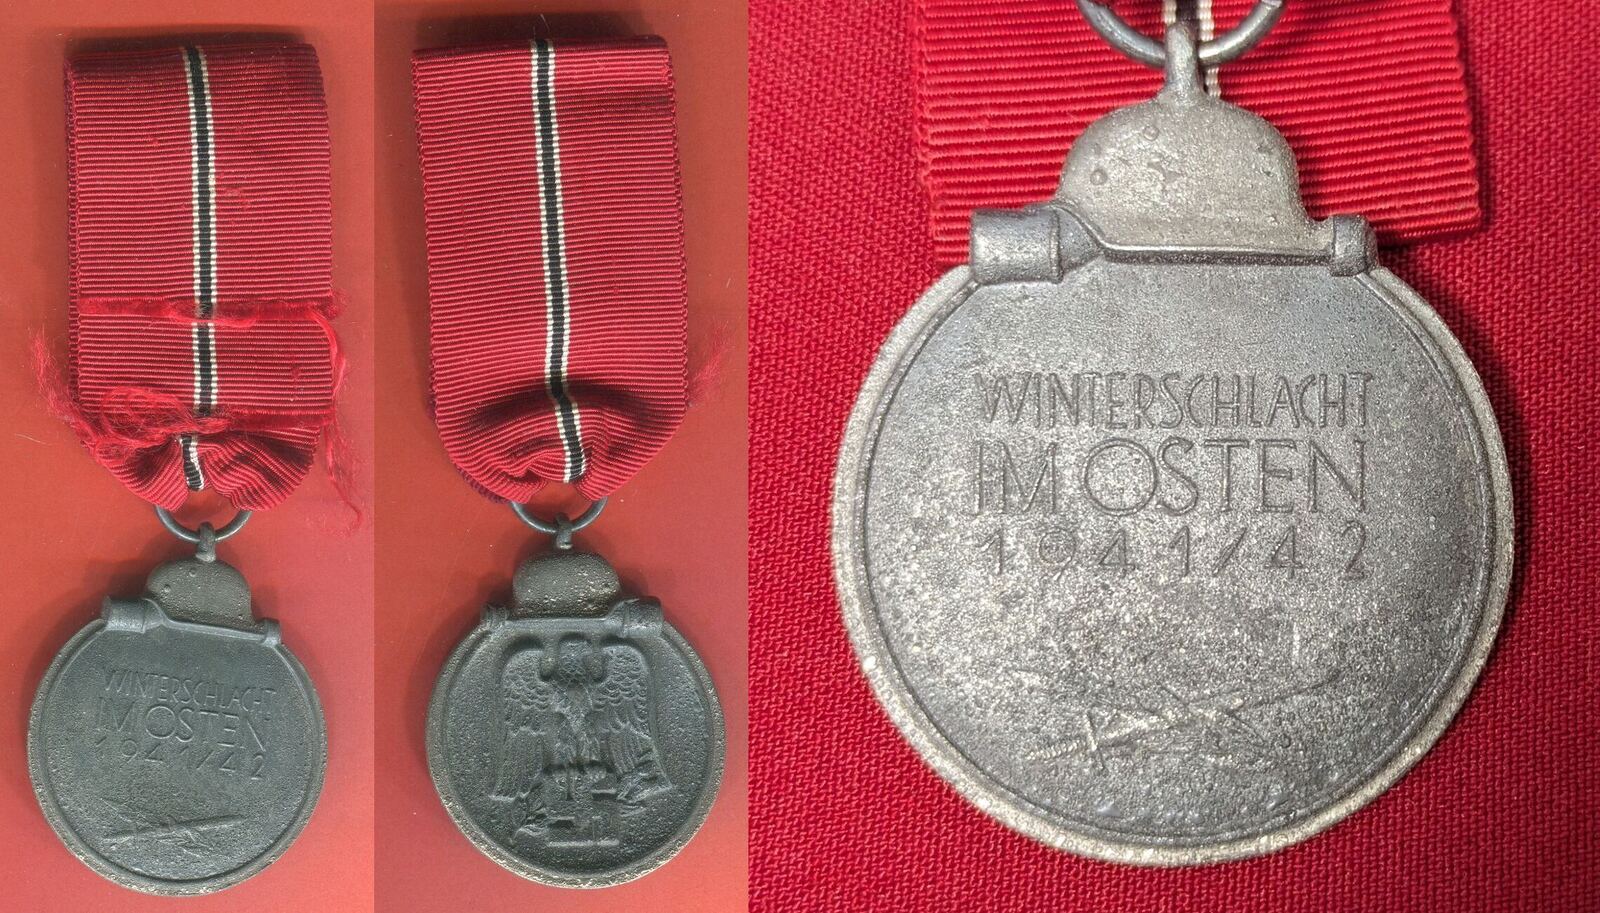 WINTERSCHLACHT
IM OSTEN
1941/42
WINTERSCHLACHT
IM OSTEN
1941/42